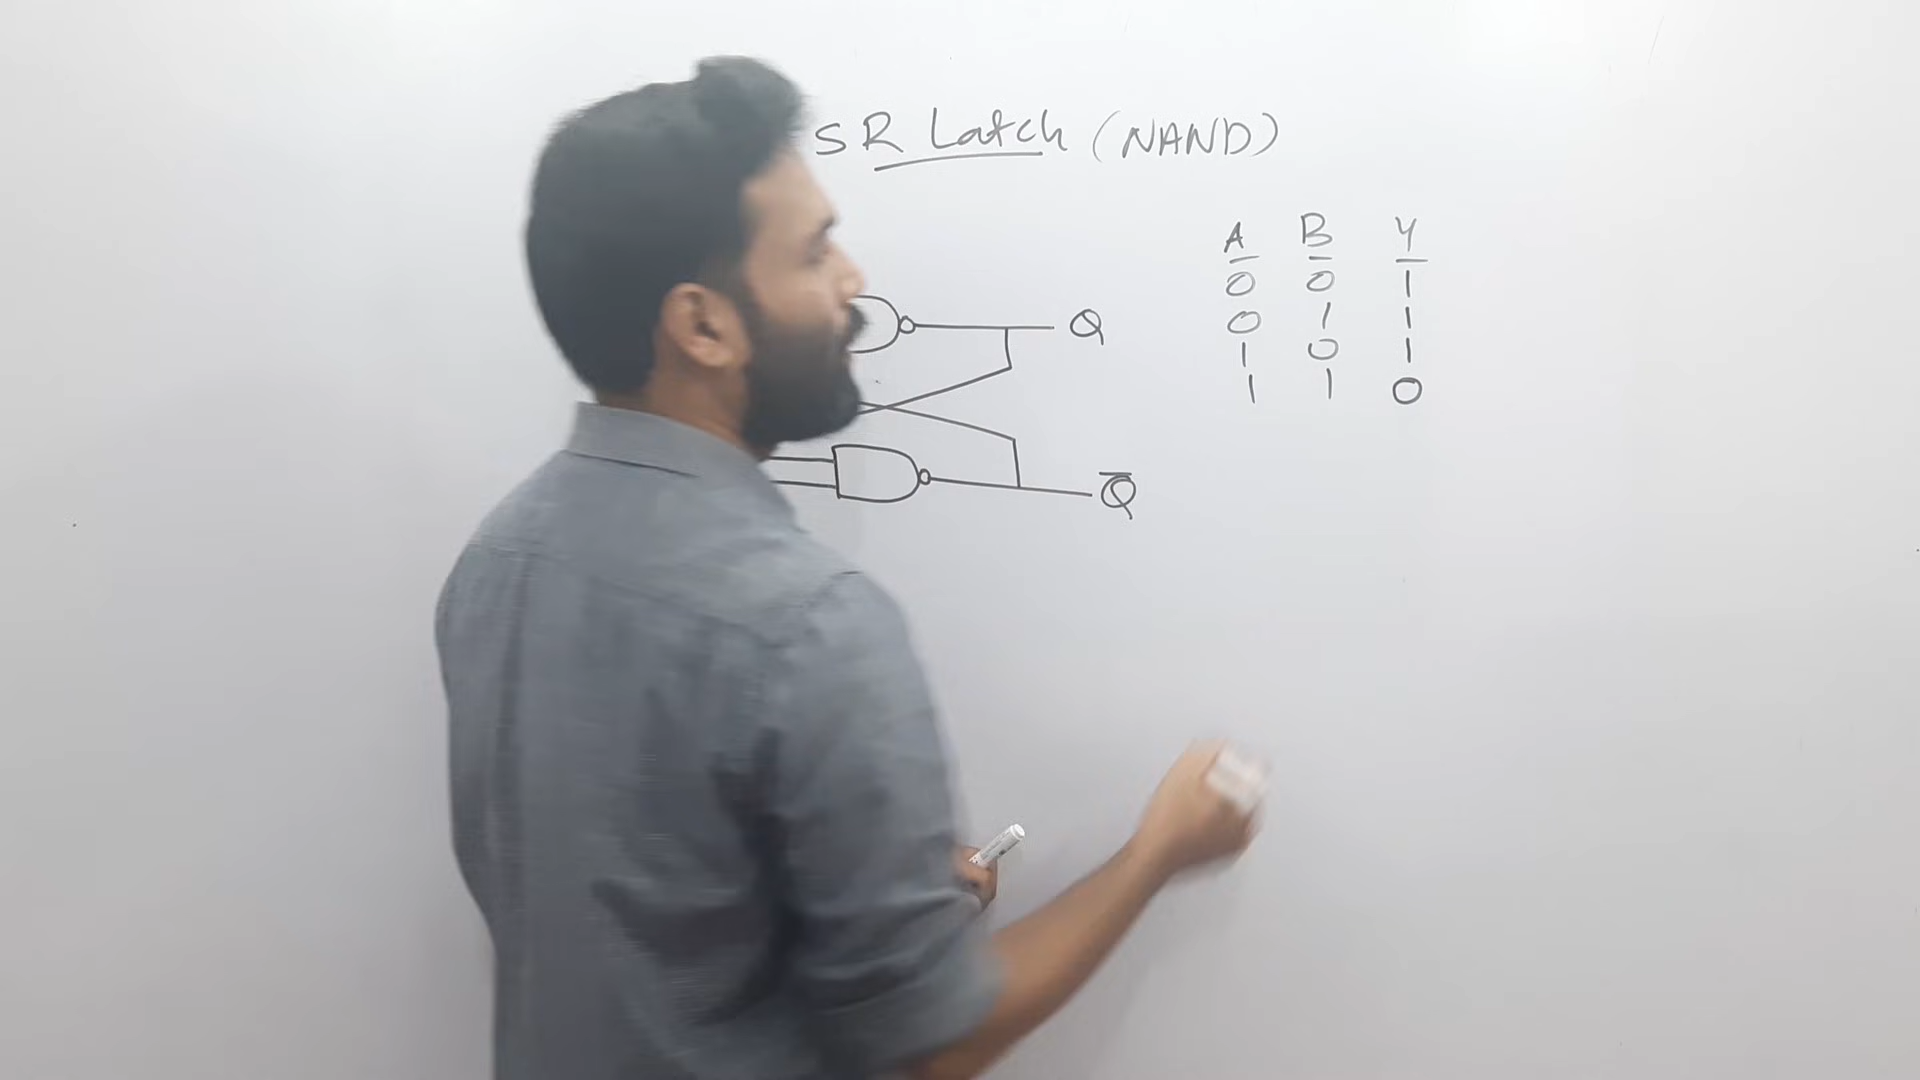 SR Latch (NAND)
A B Y
0 0 1
0 1 1
1 0 1
1 1 0
Q
Q̅